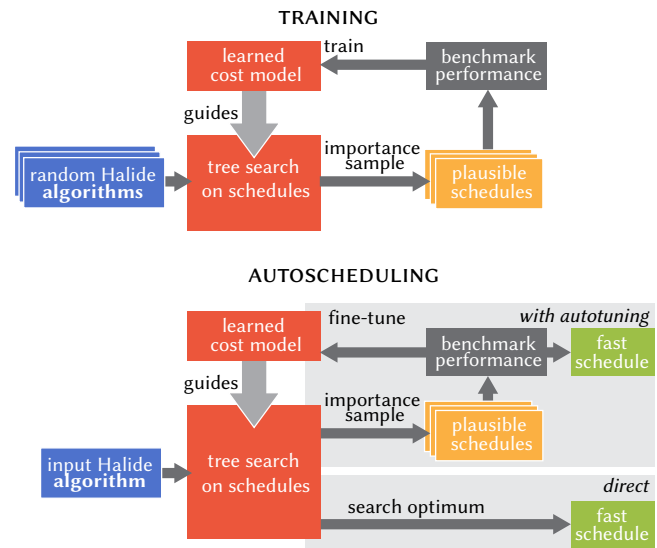 TRAINING
learned
cost model
train
benchmark
performance
guides
random Halide
algorithms
tree search
on schedules
importance
sample
plausible
schedules
AUTOSCHEDULING
learned
cost model
fine-tune
with autotuning
benchmark
performance
fast
schedule
guides
importance
sample
plausible
schedules
input Halide
algorithm
tree search
on schedules
direct
search optimum
fast
schedule